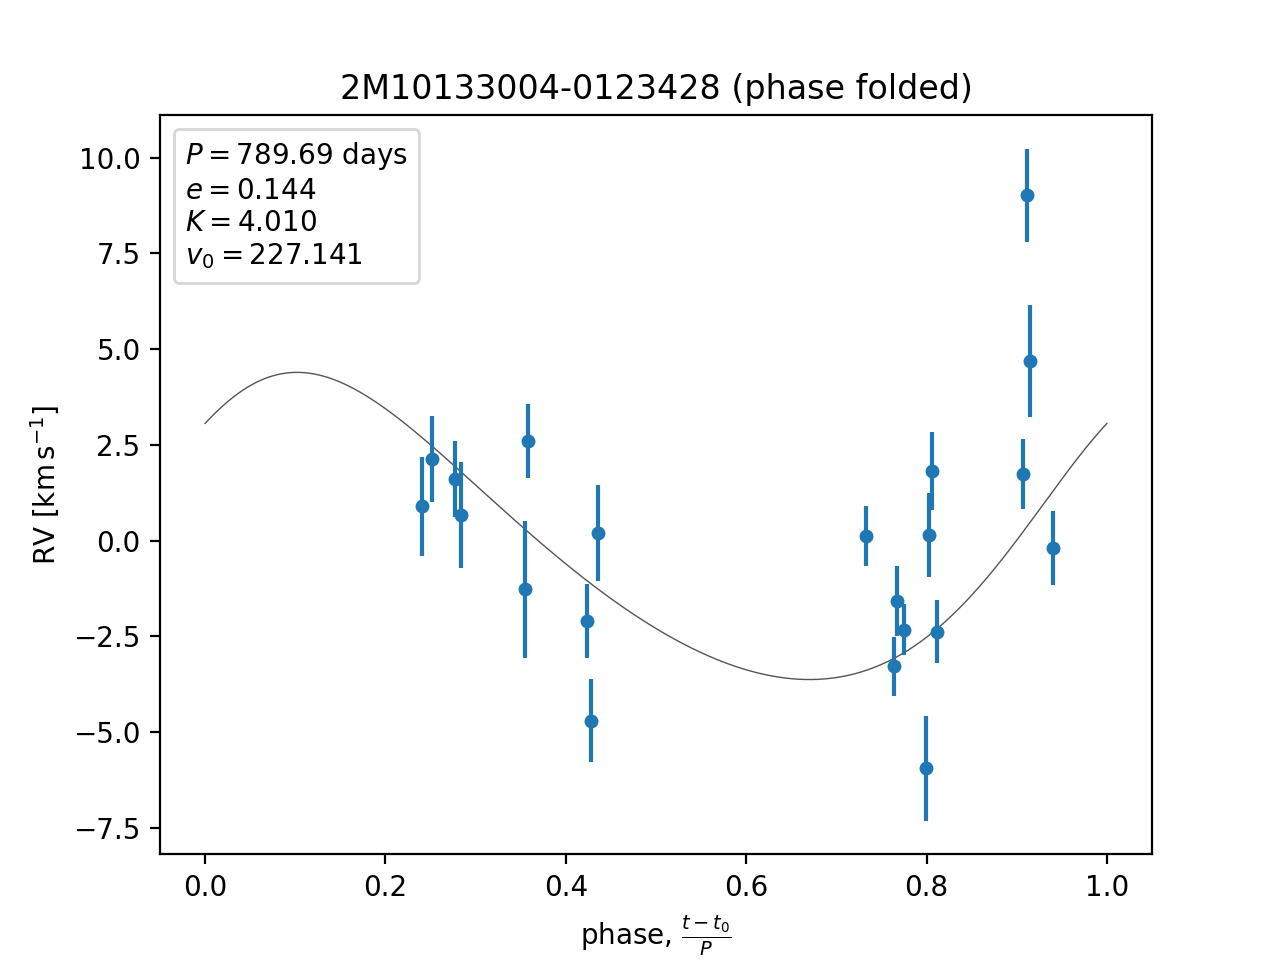 2M10133004-0123428 (phase folded)
P = 789.69 days
e = 0.144
K = 4.010
v₀ = 227.141
10.0
7.5
5.0
2.5
0.0
−2.5
−5.0
−7.5
RV [km s⁻¹]
0.0 0.2 0.4 0.6 0.8 1.0
phase, (t − t₀)/P